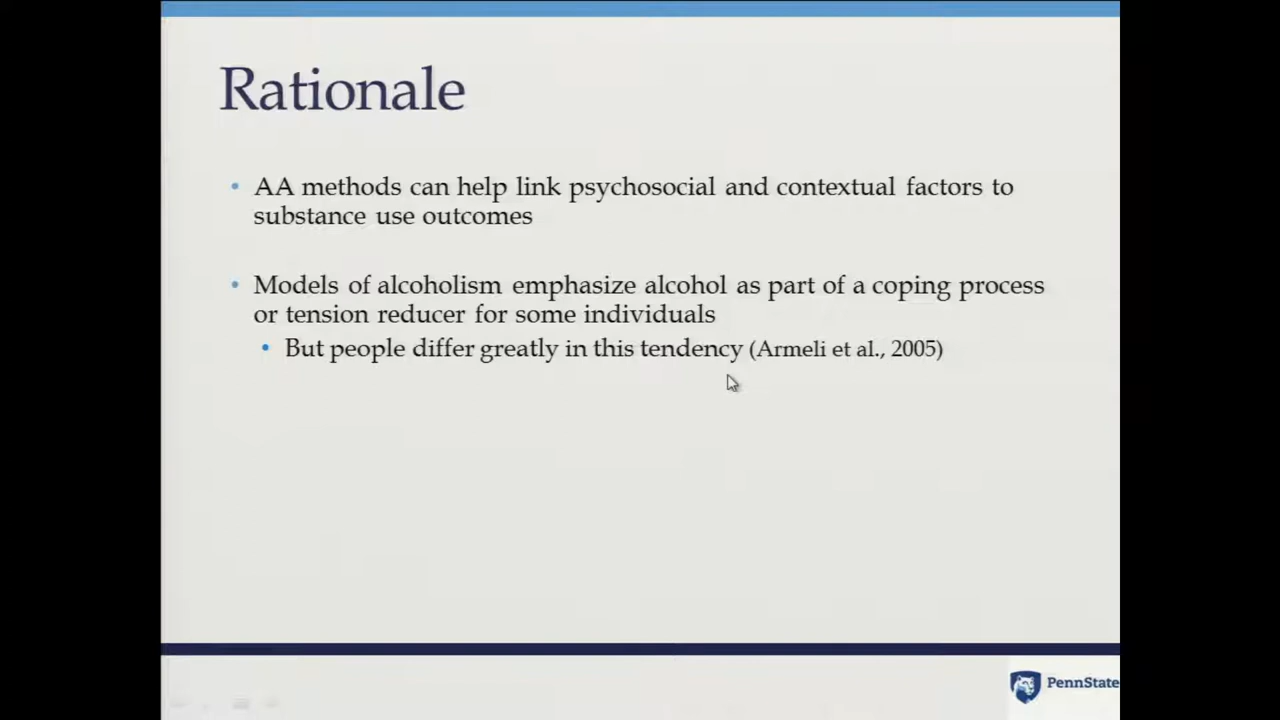 Rationale
• AA methods can help link psychosocial and contextual factors to
substance use outcomes
• Models of alcoholism emphasize alcohol as part of a coping process
or tension reducer for some individuals
• But people differ greatly in this tendency (Armeli et al., 2005)
PennState